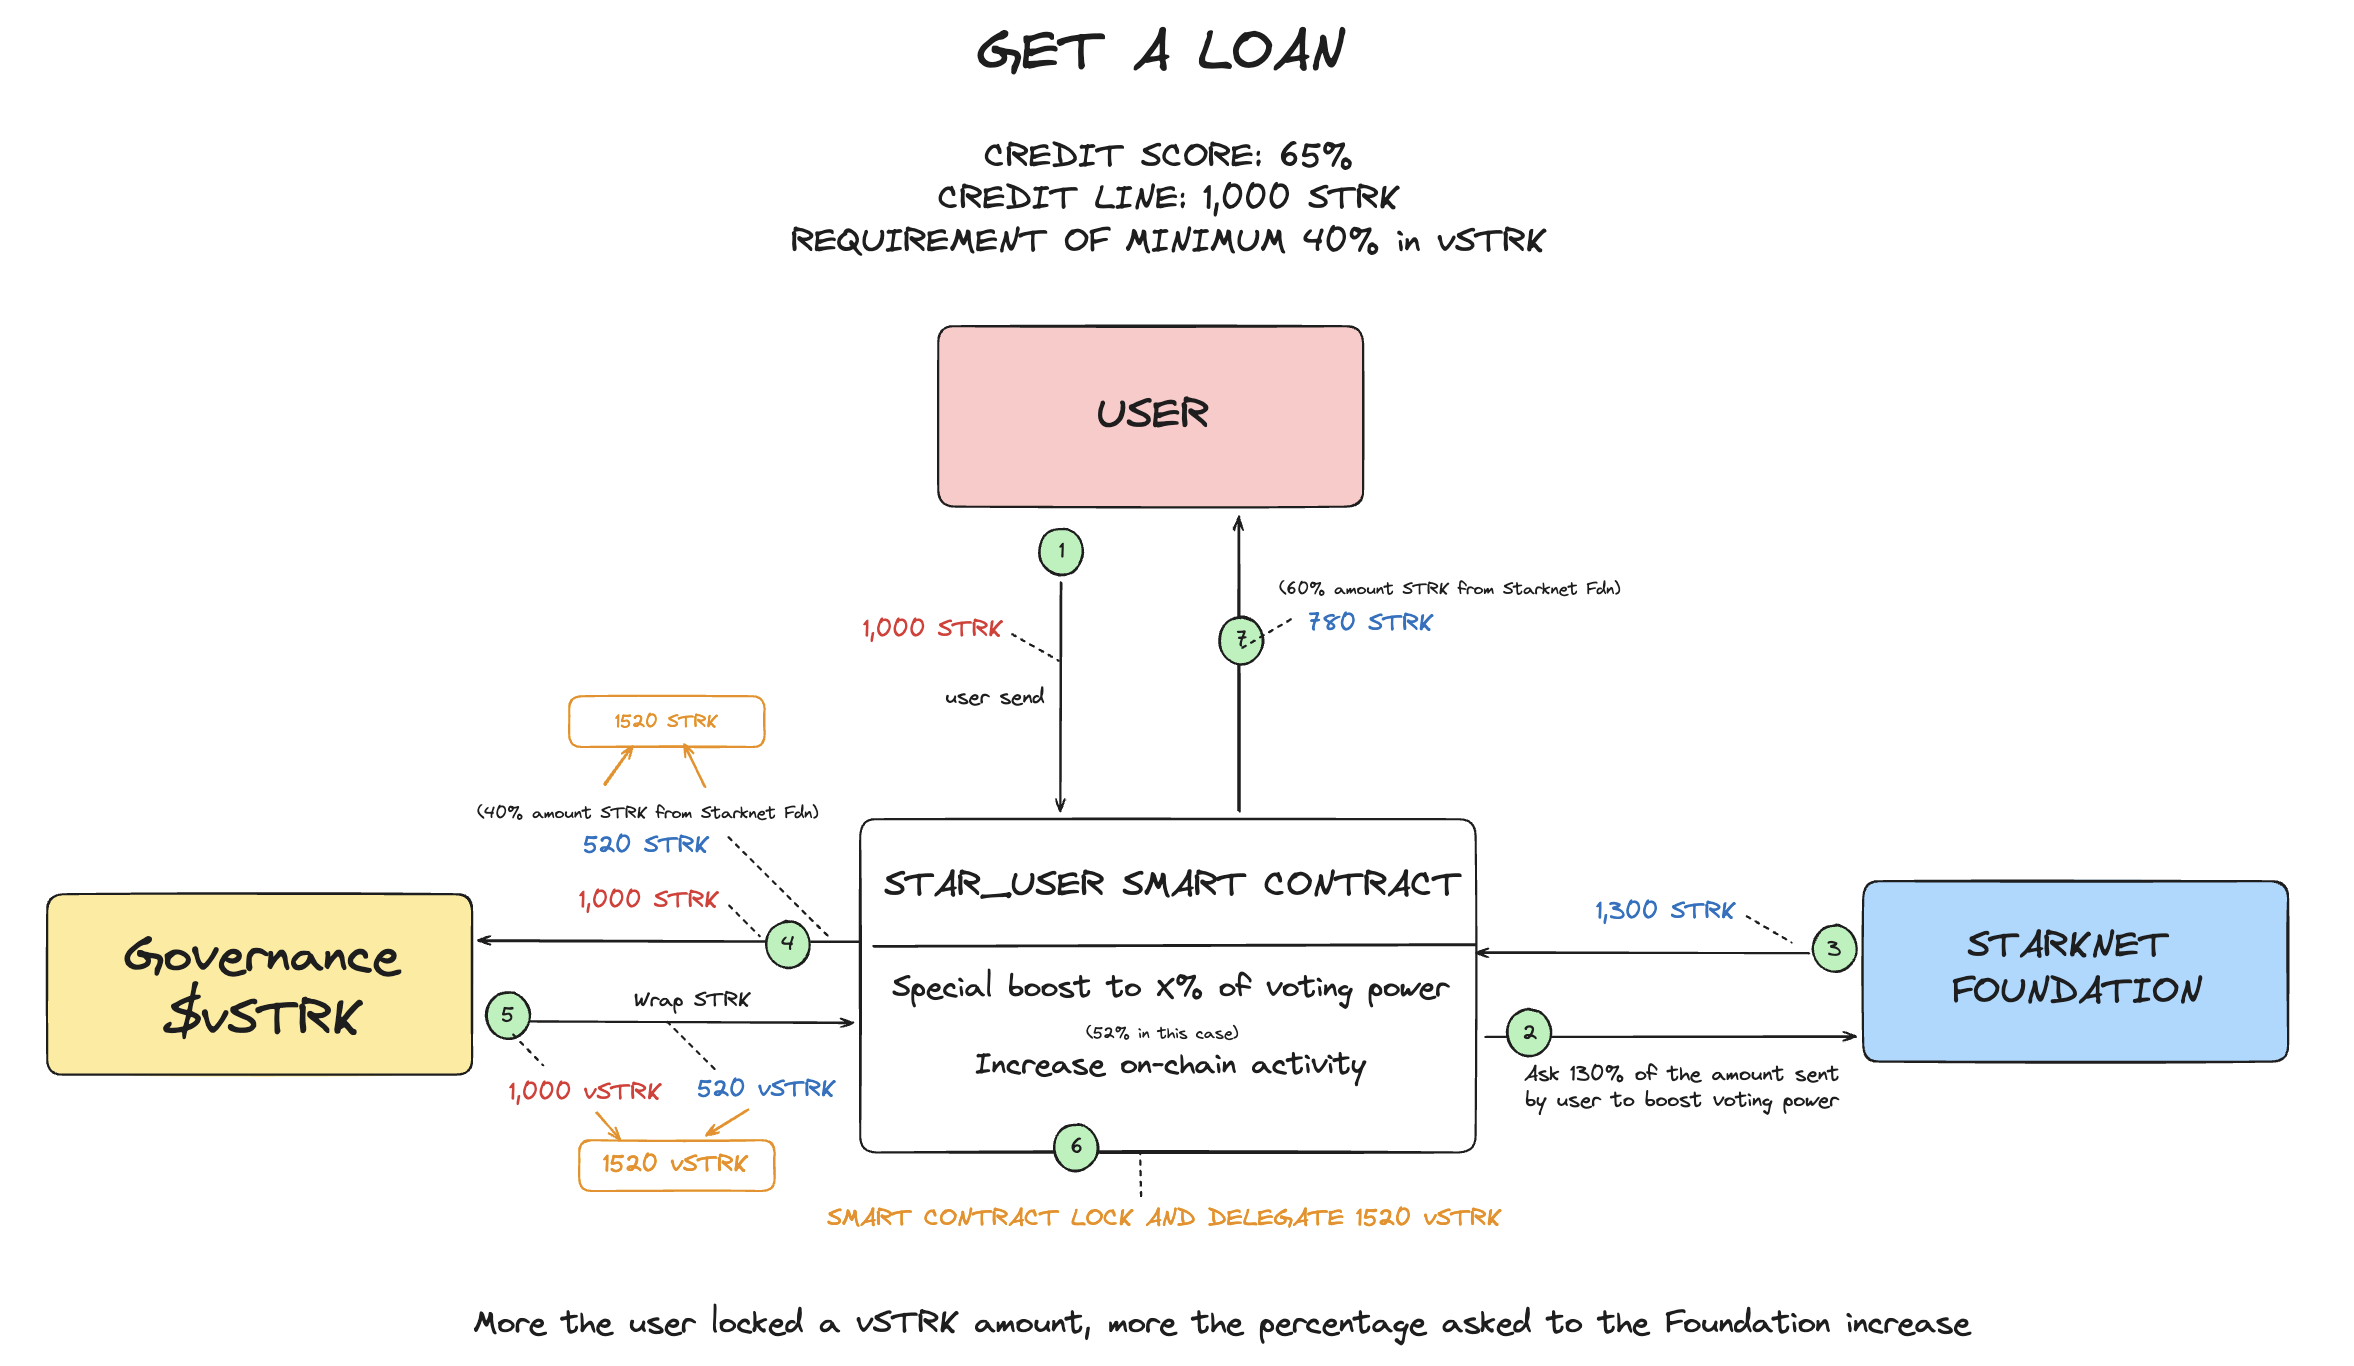 GET A LOAN
CREDIT SCORE: 65%
CREDIT LINE: 1,000 STRK
REQUIREMENT OF MINIMUM 40% in vSTRK
USER
1
7
(60% amount STRK from Starknet Fdn)
780 STRK
1,000 STRK
user send
1520 STRK
(40% amount STRK from Starknet Fdn)
520 STRK
1,000 STRK
4
Governance
$vSTRK
5
Wrap STRK
1,000 vSTRK
520 vSTRK
1520 vSTRK
STAR_USER SMART CONTRACT
Special boost to x% of voting power
(52% in this case)
Increase on-chain activity
6
SMART CONTRACT LOCK AND DELEGATE 1520 vSTRK
1,300 STRK
3
2
Ask 130% of the amount sent
by user to boost voting power
STARKNET
FOUNDATION
More the user locked a vSTRK amount, more the percentage asked to the Foundation increase